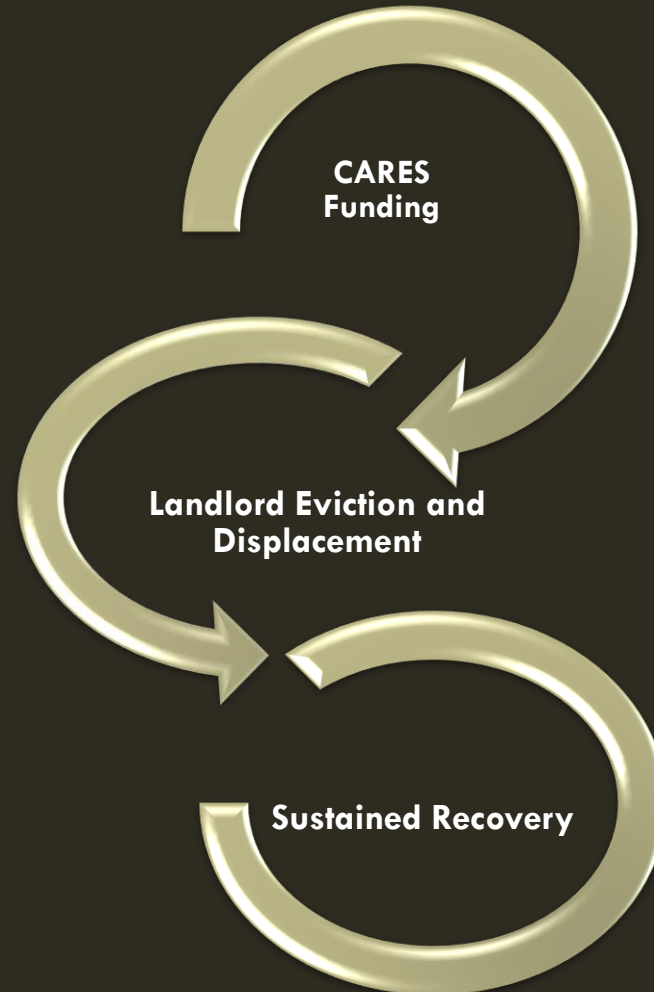 CARES
Funding
Landlord Eviction and
Displacement
Sustained Recovery